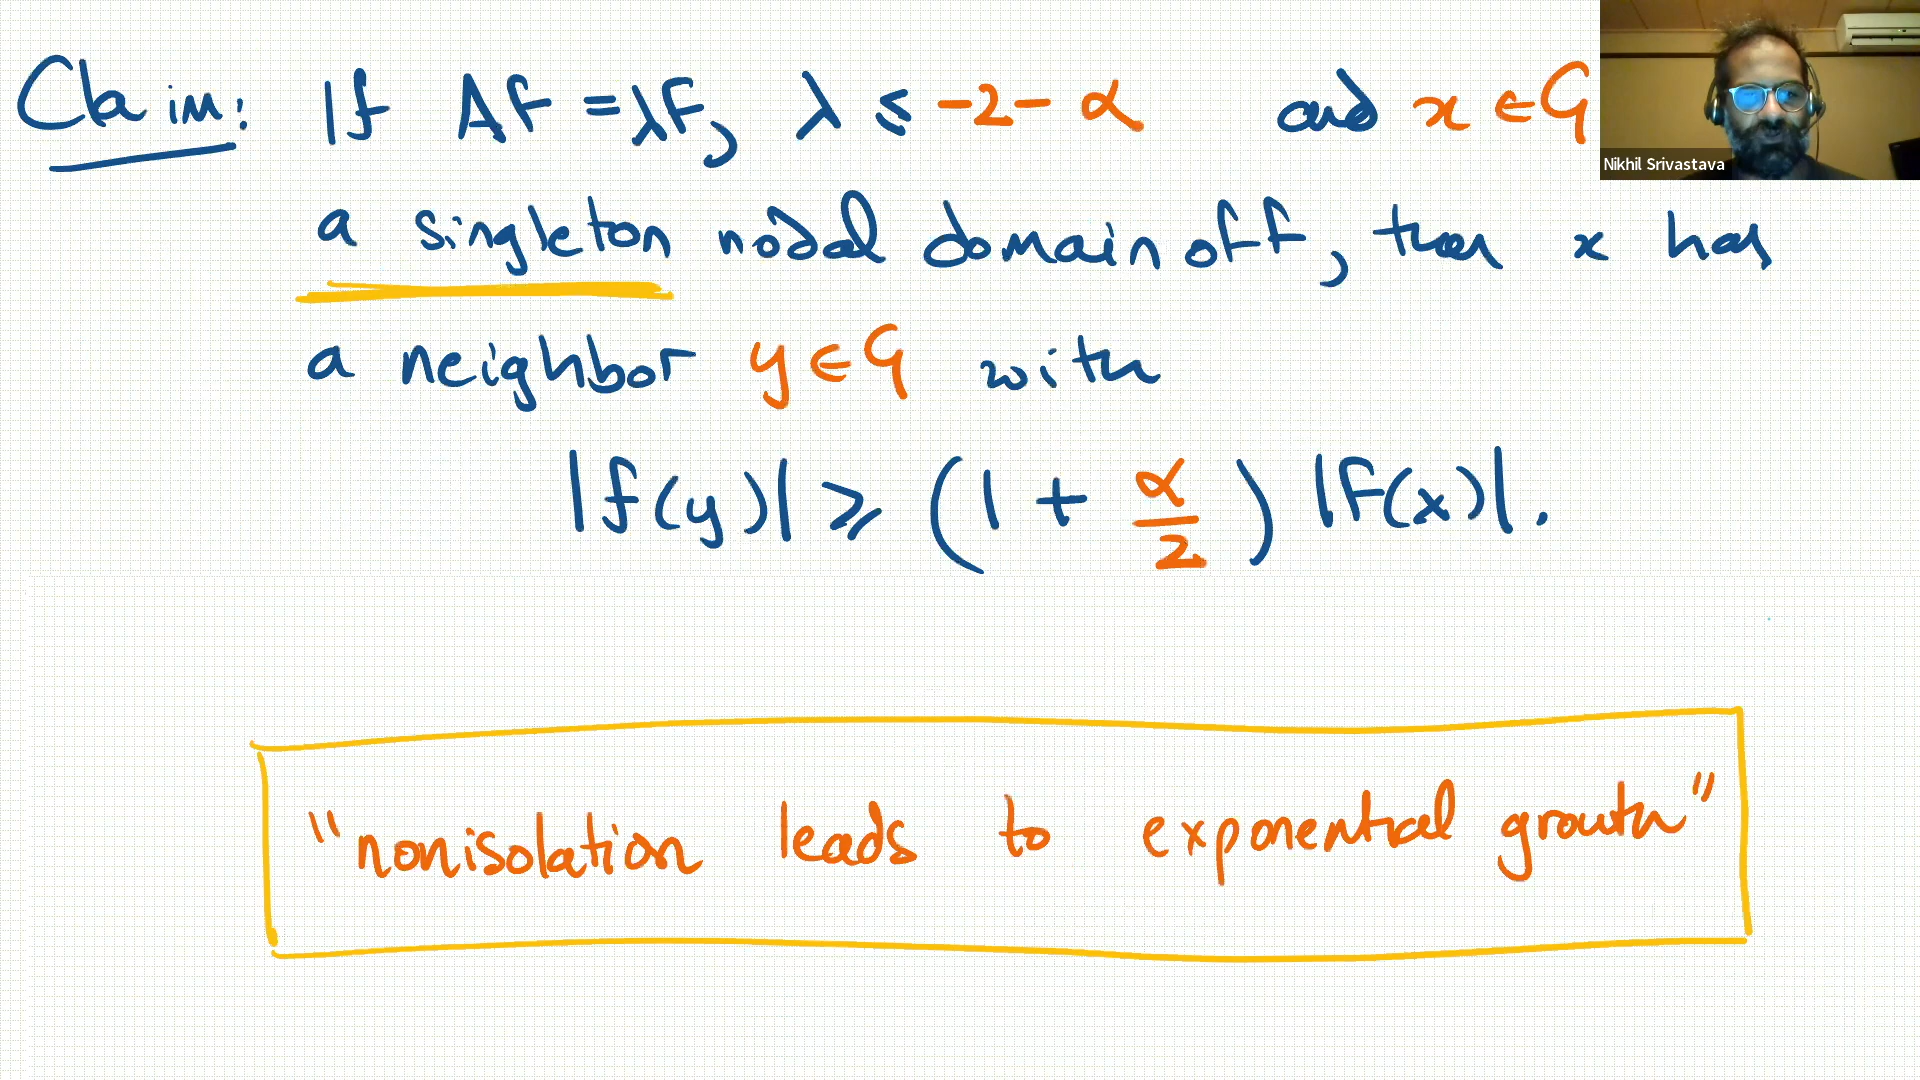 Claim: If Af = λf, λ ≤ -2 - α and x ∈ G
Nikhil Srivastava
a singleton nodal domain of f, then x has
a neighbor y ∈ G with
|f(y)| ≥ (1 + α/2) |f(x)|.
"nonisolation leads to exponential growth"